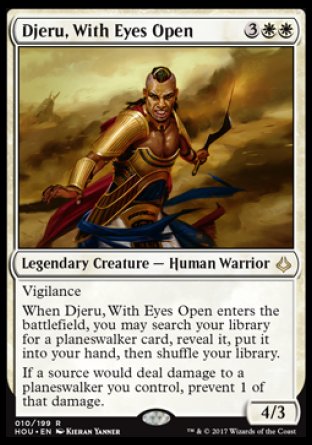 Djeru, With Eyes Open 3
Legendary Creature — Human Warrior
Vigilance
When Djeru, With Eyes Open enters the
battlefield, you may search your library
for a planeswalker card, reveal it, put it
into your hand, then shuffle your library.
If a source would deal damage to a
planeswalker you control, prevent 1 of
that damage.
4/3
010/199 R
HOU • EN KIERAN YANNER
™ & © 2017 Wizards of the Coast